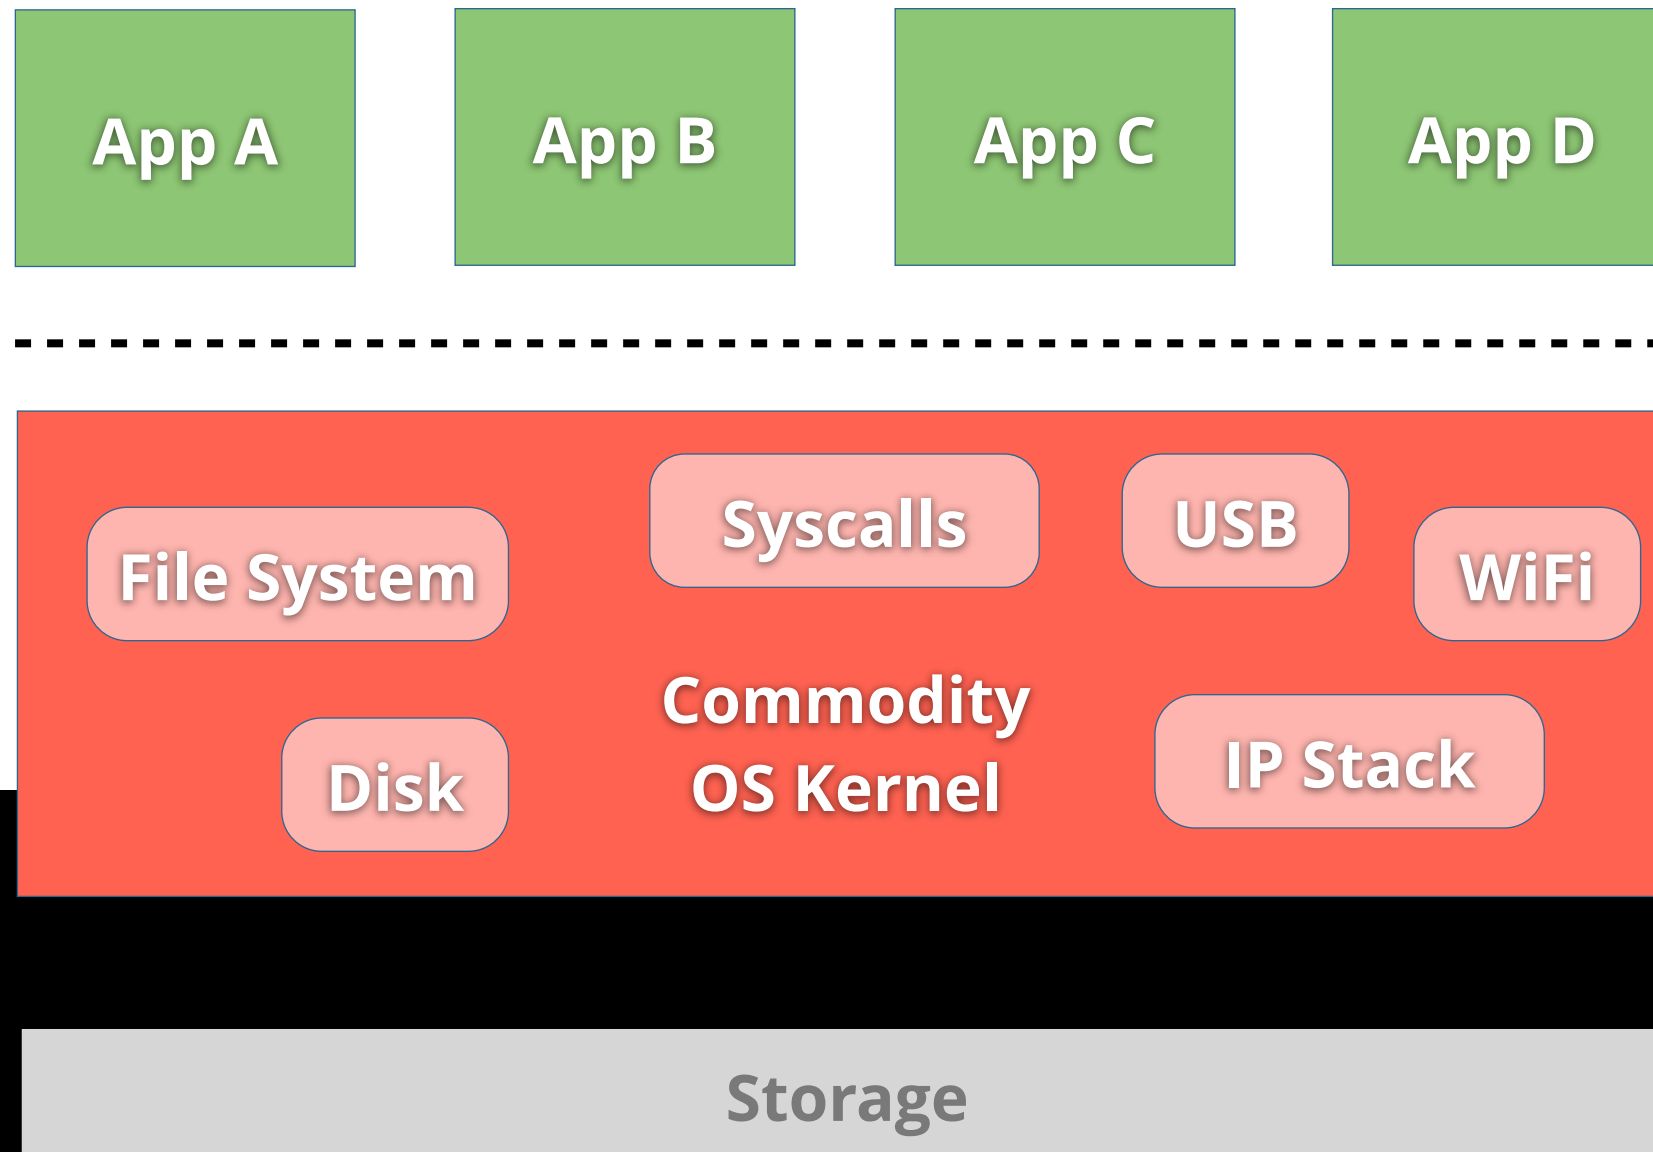 App A
App B
App C
App D
Syscalls
USB
File System
WiFi
Commodity
OS Kernel
Disk
IP Stack
Storage